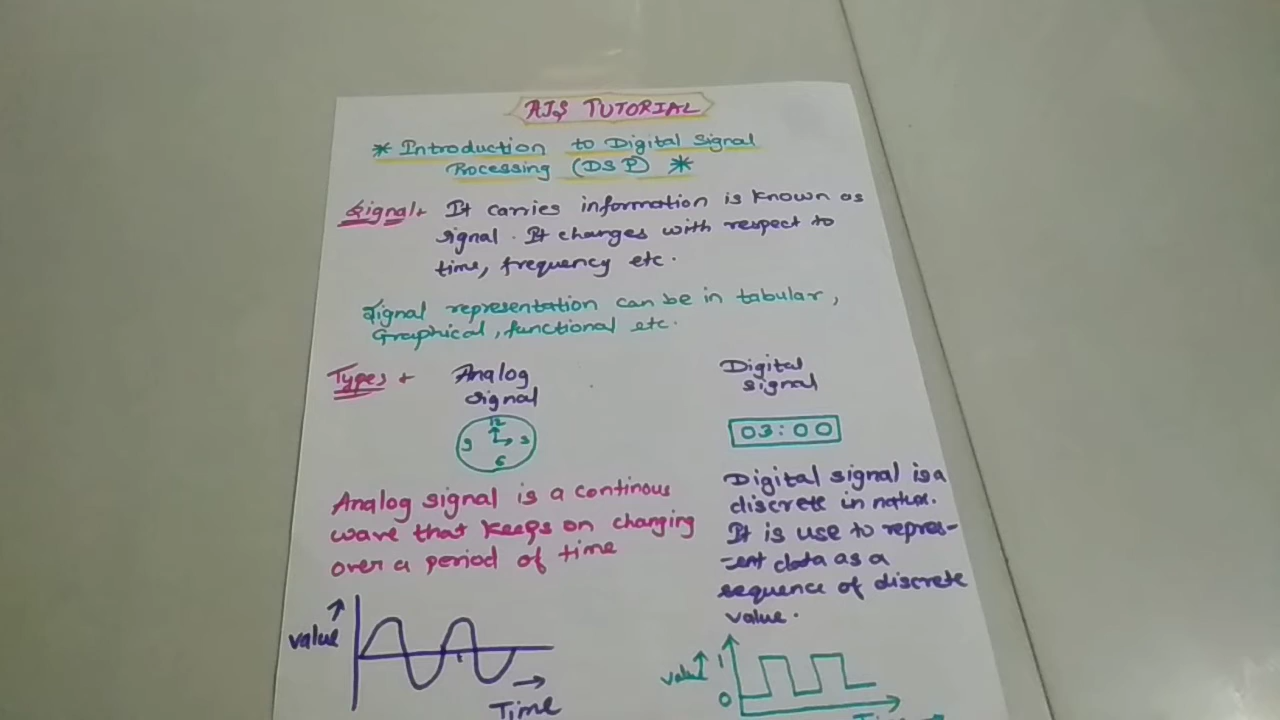 AJS TUTORIAL
* Introduction to Digital Signal
Processing (DSP) *
Signal → It carries information is known as
signal. It changes with respect to
time, frequency etc.
Signal representation can be in tabular,
Graphical, functional etc.
Types →
Analog
signal
12
9 3
6
Analog signal is a continous
wave that keeps on changing
over a period of time
value
Time
Digital
signal
03:00
Digital signal is a
discrete in nature.
It is use to repres-
-ent data as a
sequence of discrete
value.
value
1
0